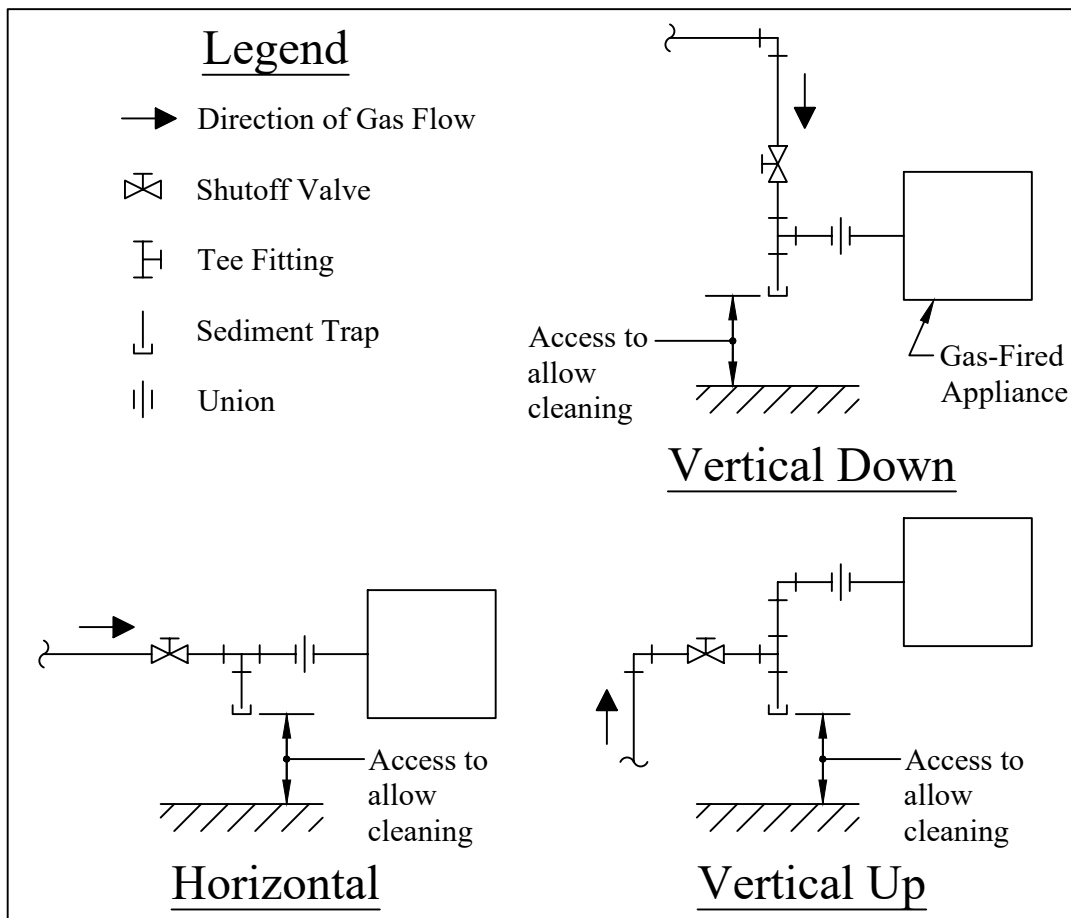 Legend
Direction of Gas Flow
Shutoff Valve
Tee Fitting
Sediment Trap
Union
Access to
allow
cleaning
Gas-Fired
Appliance
Vertical Down
Access to
allow
cleaning
Horizontal
Access to
allow
cleaning
Vertical Up